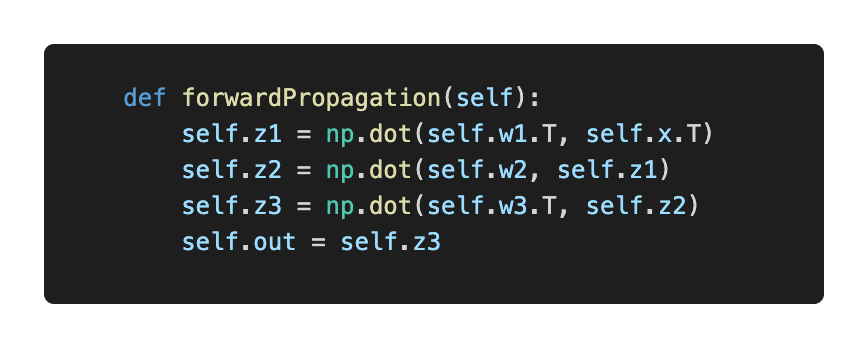 def forwardPropagation(self):
    self.z1 = np.dot(self.w1.T, self.x.T)
    self.z2 = np.dot(self.w2, self.z1)
    self.z3 = np.dot(self.w3.T, self.z2)
    self.out = self.z3